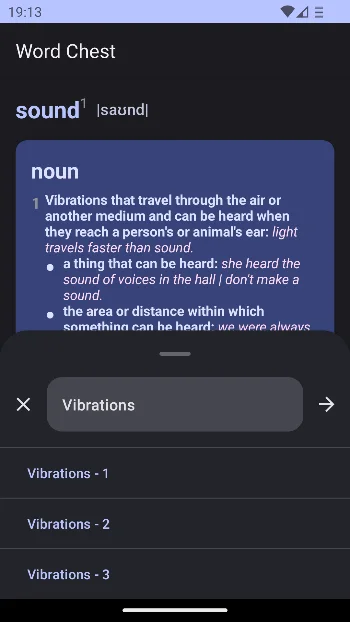 19:13
Word Chest
sound1 |saʊnd|
noun
1 Vibrations that travel through the air or
another medium and can be heard when
they reach a person's or animal's ear: light
travels faster than sound.
• a thing that can be heard: she heard the
sound of voices in the hall | don't make a
sound.
• the area or distance within which
something can be heard: we were always
Vibrations
Vibrations - 1
Vibrations - 2
Vibrations - 3